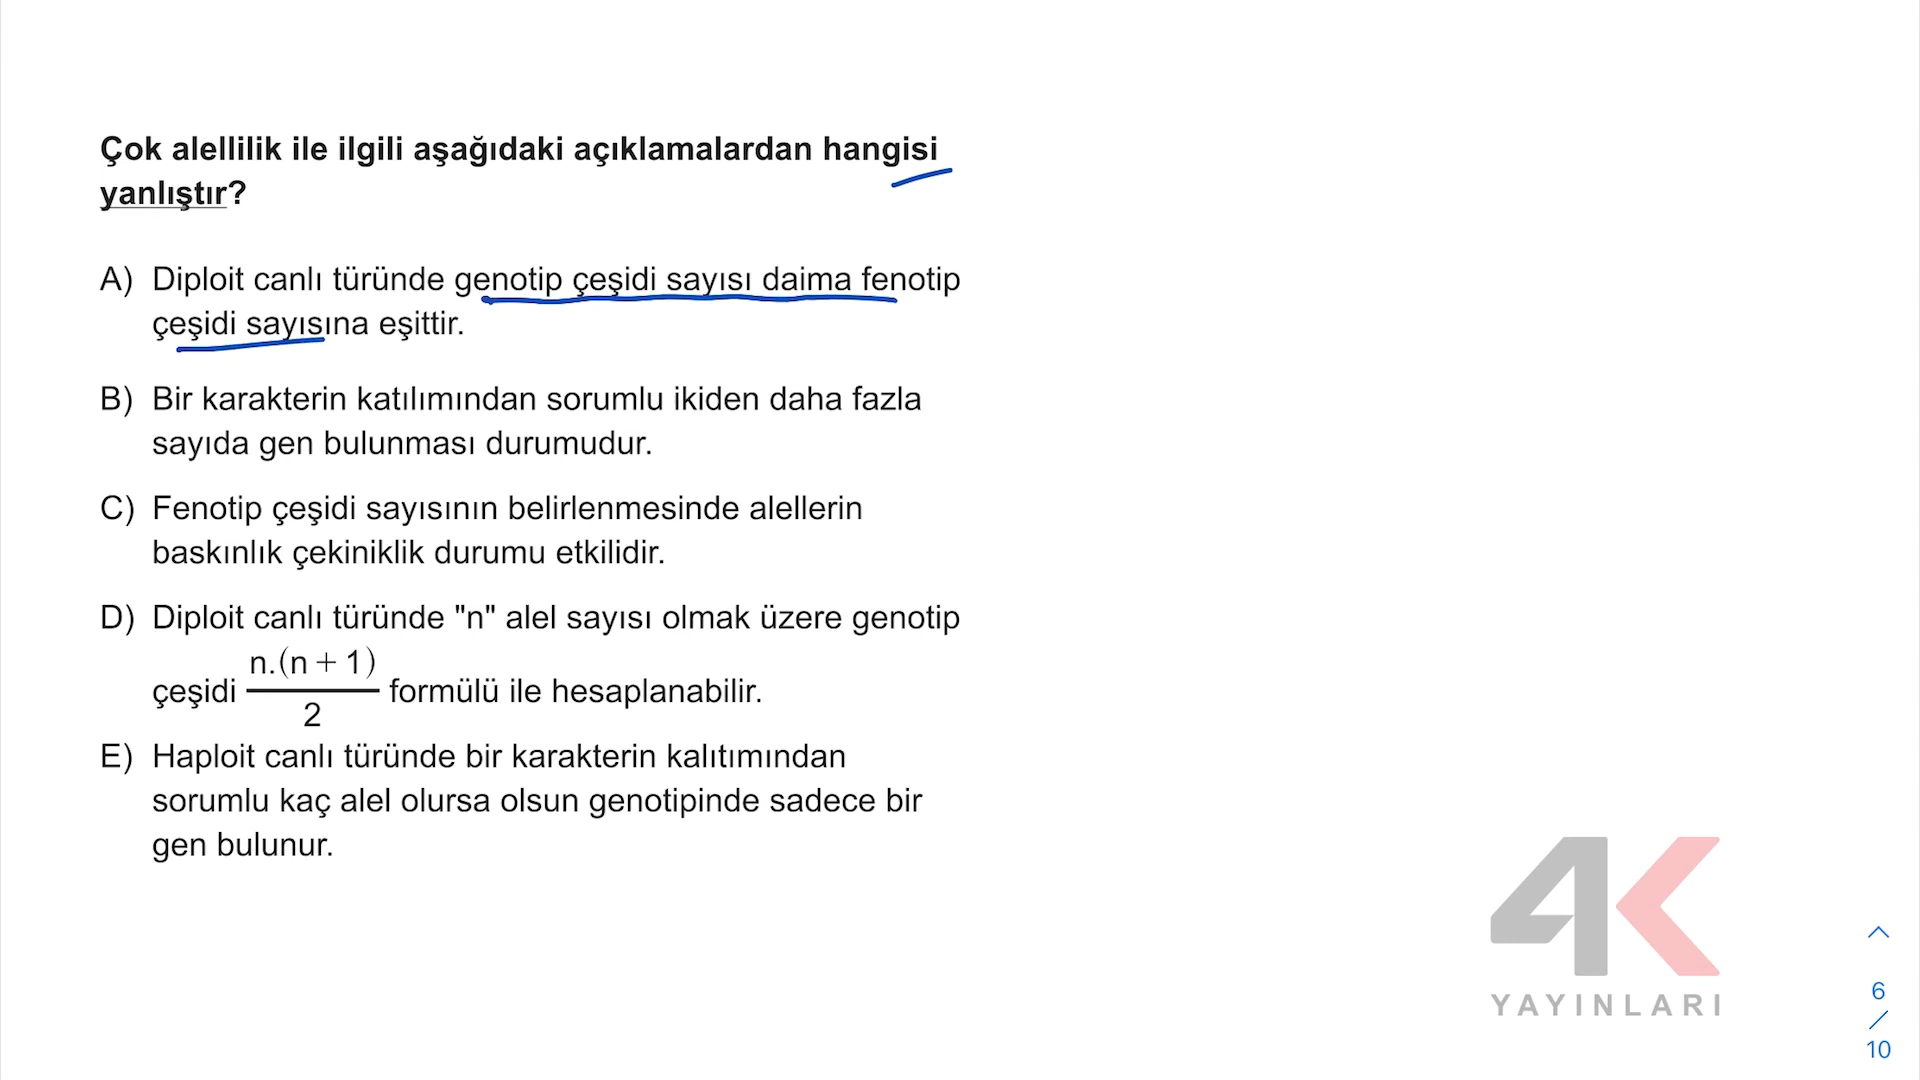 Çok alellilik ile ilgili aşağıdaki açıklamalardan hangisi
yanlıştır?
A) Diploit canlı türünde genotip çeşidi sayısı daima fenotip
çeşidi sayısına eşittir.
B) Bir karakterin katılımından sorumlu ikiden daha fazla
sayıda gen bulunması durumudur.
C) Fenotip çeşidi sayısının belirlenmesinde alellerin
baskınlık çekiniklik durumu etkilidir.
D) Diploit canlı türünde "n" alel sayısı olmak üzere genotip
çeşidi n.(n + 1) / 2 formülü ile hesaplanabilir.
E) Haploit canlı türünde bir karakterin kalıtımından
sorumlu kaç alel olursa olsun genotipinde sadece bir
gen bulunur.
4K
YAYINLARI
6
/
10